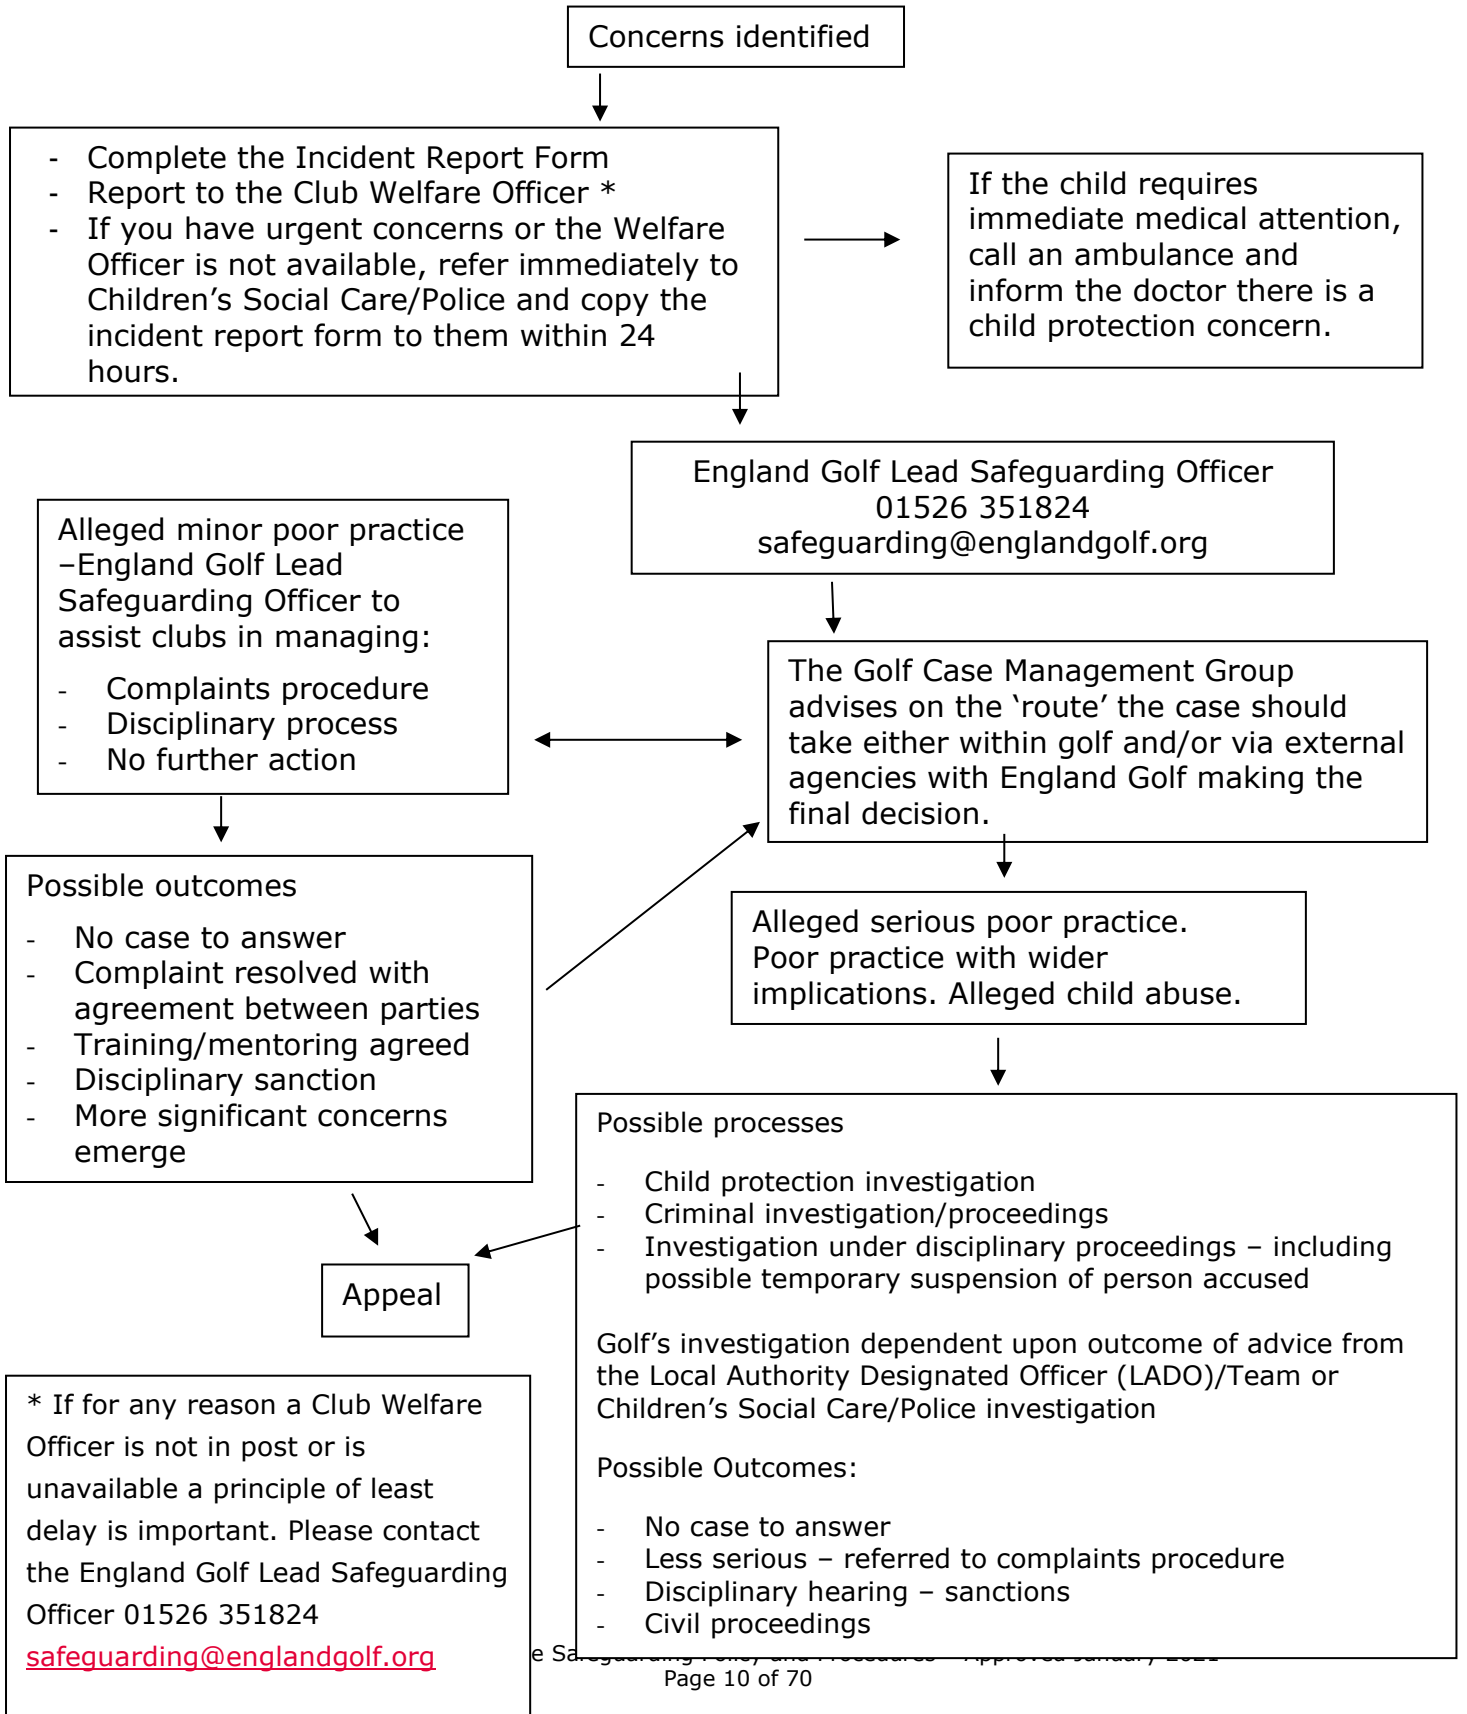 Concerns identified
- Complete the Incident Report Form
- Report to the Club Welfare Officer *
- If you have urgent concerns or the Welfare
Officer is not available, refer immediately to
Children’s Social Care/Police and copy the
incident report form to them within 24
hours.
If the child requires
immediate medical attention,
call an ambulance and
inform the doctor there is a
child protection concern.
England Golf Lead Safeguarding Officer
01526 351824
safeguarding@englandgolf.org
Alleged minor poor practice
–England Golf Lead
Safeguarding Officer to
assist clubs in managing:
- Complaints procedure
- Disciplinary process
- No further action
The Golf Case Management Group
advises on the ‘route’ the case should
take either within golf and/or via external
agencies with England Golf making the
final decision.
Possible outcomes
- No case to answer
- Complaint resolved with
agreement between parties
- Training/mentoring agreed
- Disciplinary sanction
- More significant concerns
emerge
Alleged serious poor practice.
Poor practice with wider
implications. Alleged child abuse.
Possible processes
- Child protection investigation
- Criminal investigation/proceedings
- Investigation under disciplinary proceedings – including
possible temporary suspension of person accused
Golf’s investigation dependent upon outcome of advice from
the Local Authority Designated Officer (LADO)/Team or
Children’s Social Care/Police investigation
Possible Outcomes:
- No case to answer
- Less serious – referred to complaints procedure
- Disciplinary hearing – sanctions
- Civil proceedings
Appeal
* If for any reason a Club Welfare
Officer is not in post or is
unavailable a principle of least
delay is important. Please contact
the England Golf Lead Safeguarding
Officer 01526 351824
safeguarding@englandgolf.org
e Safeguarding Policy and Procedures – Approved January 2021
Page 10 of 70